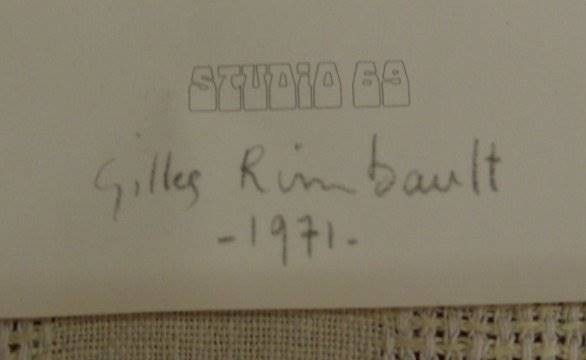 STUDIO 69
Gilles Rimbault
-1971-